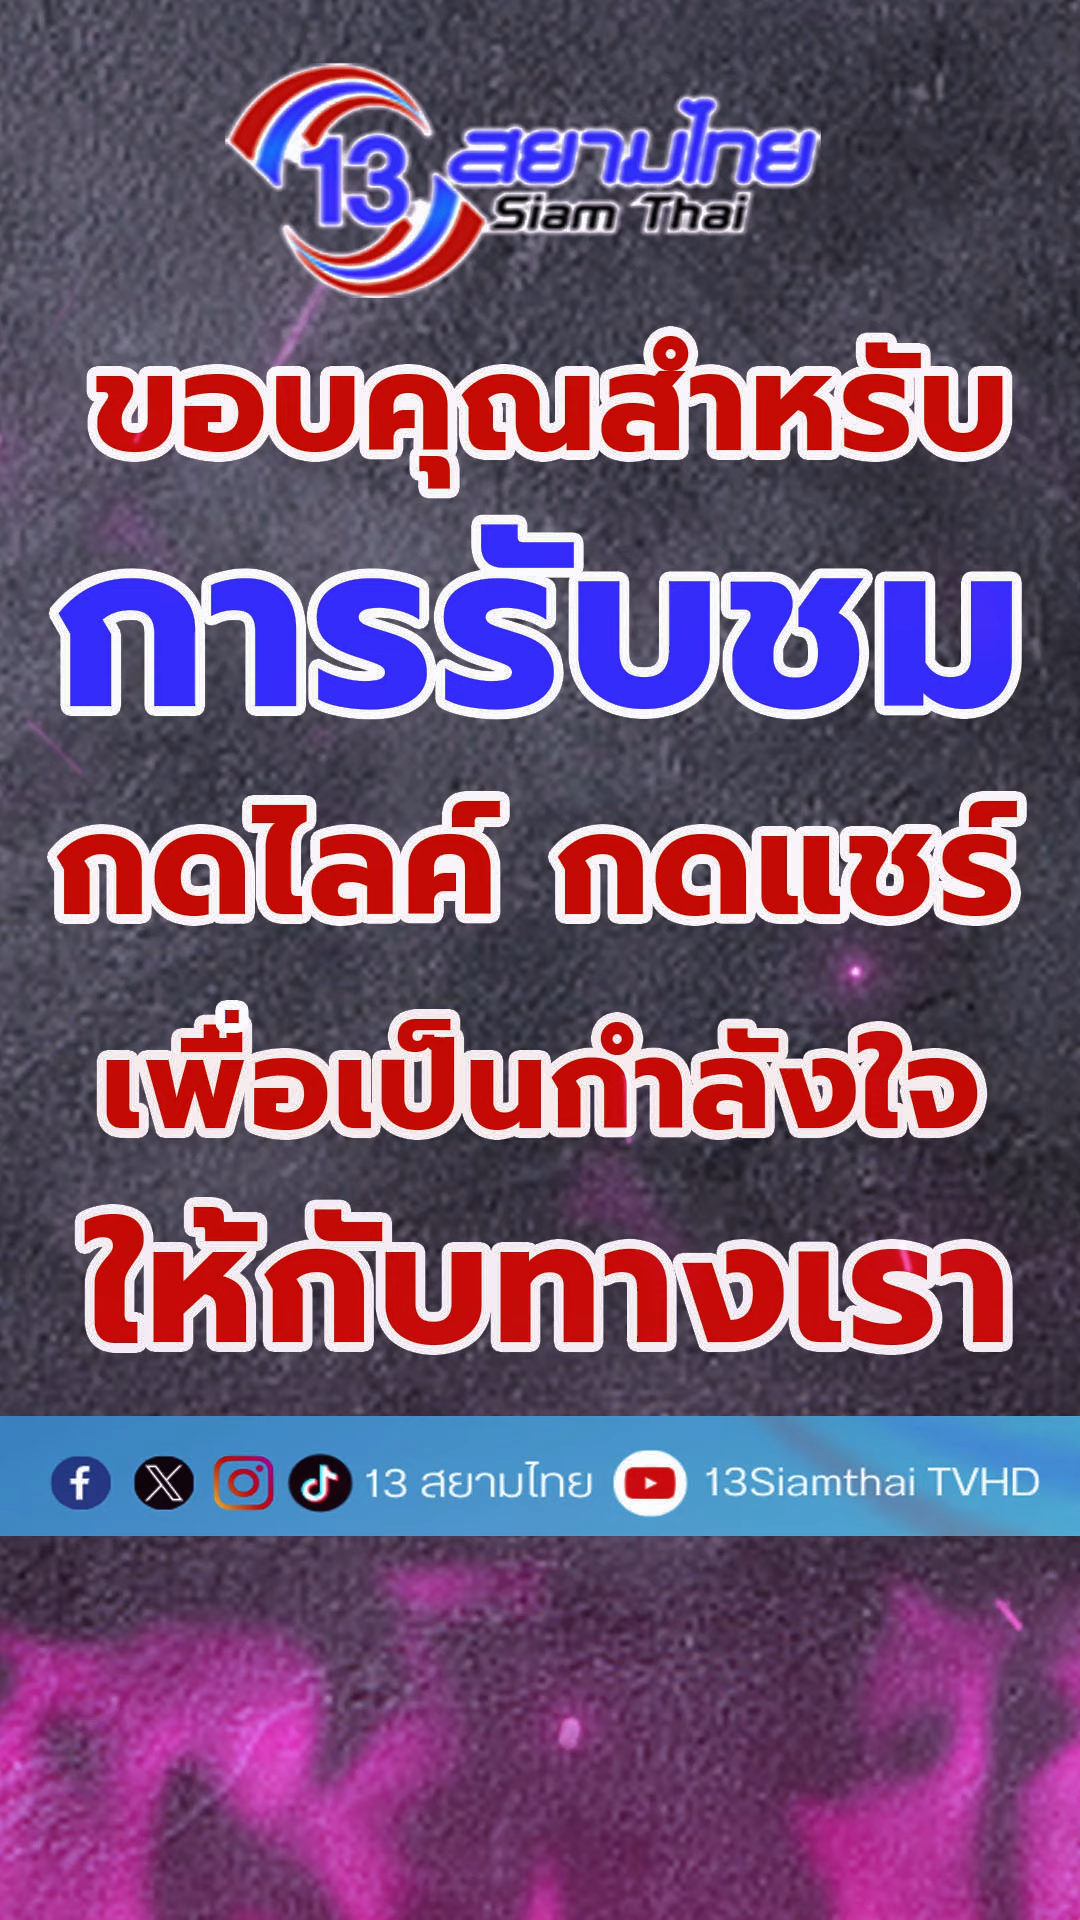 13 สยามไทย
Siam Thai
ขอบคุณสำหรับ
การรับชม
กดไลค์ กดแชร์
เพื่อเป็นกำลังใจ
ให้กับทางเรา
13 สยามไทย 13Siamthai TVHD